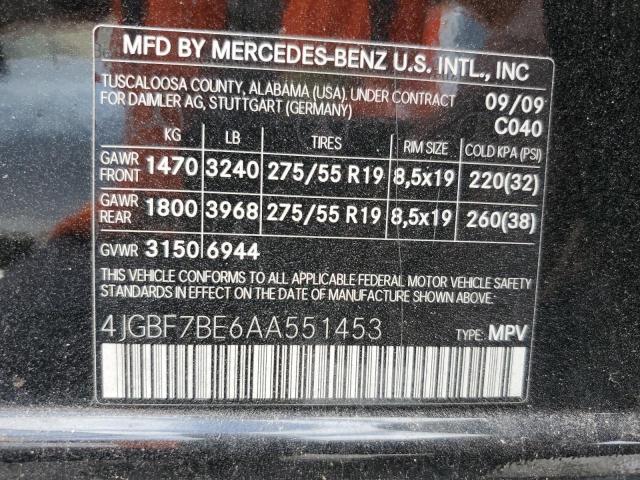 MFD BY MERCEDES-BENZ U.S. INTL., INC
TUSCALOOSA COUNTY, ALABAMA (USA), UNDER CONTRACT
FOR DAIMLER AG, STUTTGART (GERMANY)
09/09
C040
KG LB TIRES RIM SIZE COLD KPA (PSI)
GAWR FRONT 1470 3240 275/55 R19 8,5x19 220(32)
GAWR REAR 1800 3968 275/55 R19 8,5x19 260(38)
GVWR 3150 6944
THIS VEHICLE CONFORMS TO ALL APPLICABLE FEDERAL MOTOR VEHICLE SAFETY
STANDARDS IN EFFECT ON THE DATE OF MANUFACTURE SHOWN ABOVE.
4JGBF7BE6AA551453 TYPE: MPV